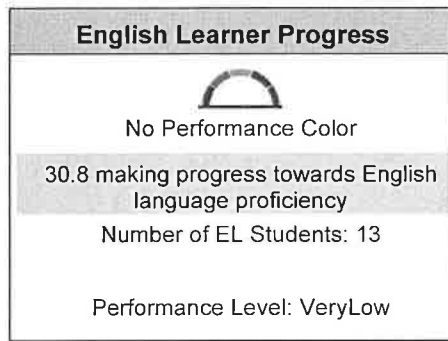 English Learner Progress
No Performance Color
30.8 making progress towards English
language proficiency
Number of EL Students: 13
Performance Level: VeryLow